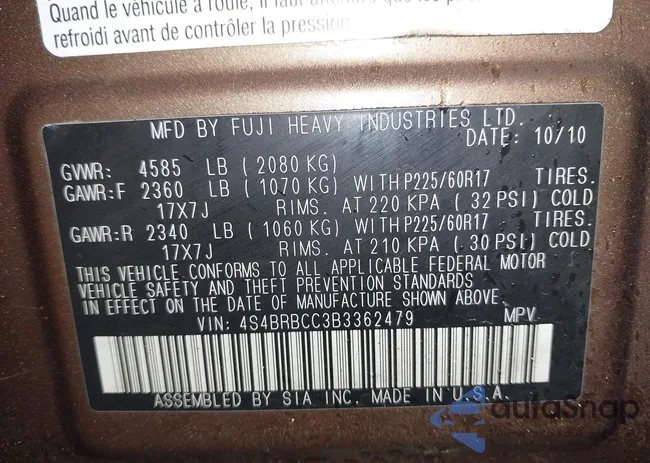 Quand le véhicule a roulé, il faut attendre que les
refroidi avant de contrôler la pression.
MFD BY FUJI HEAVY INDUSTRIES LTD.
DATE: 10/10
GVWR: 4585 LB (2080 KG)
GAWR:F 2360 LB (1070 KG) WITH P225/60R17 TIRES.
17X7J RIMS. AT 220 KPA ( 32 PSI) COLD
GAWR:R 2340 LB (1060 KG) WITH P225/60R17 TIRES.
17X7J RIMS. AT 210 KPA ( 30 PSI) COLD
THIS VEHICLE CONFORMS TO ALL APPLICABLE FEDERAL MOTOR
VEHICLE SAFETY AND THEFT PREVENTION STANDARDS
IN EFFECT ON THE DATE OF MANUFACTURE SHOWN ABOVE.
VIN: 4S4BRBCC3B3362479 MPV
ASSEMBLED BY SIA INC. MADE IN U.S.A.
autoSnap